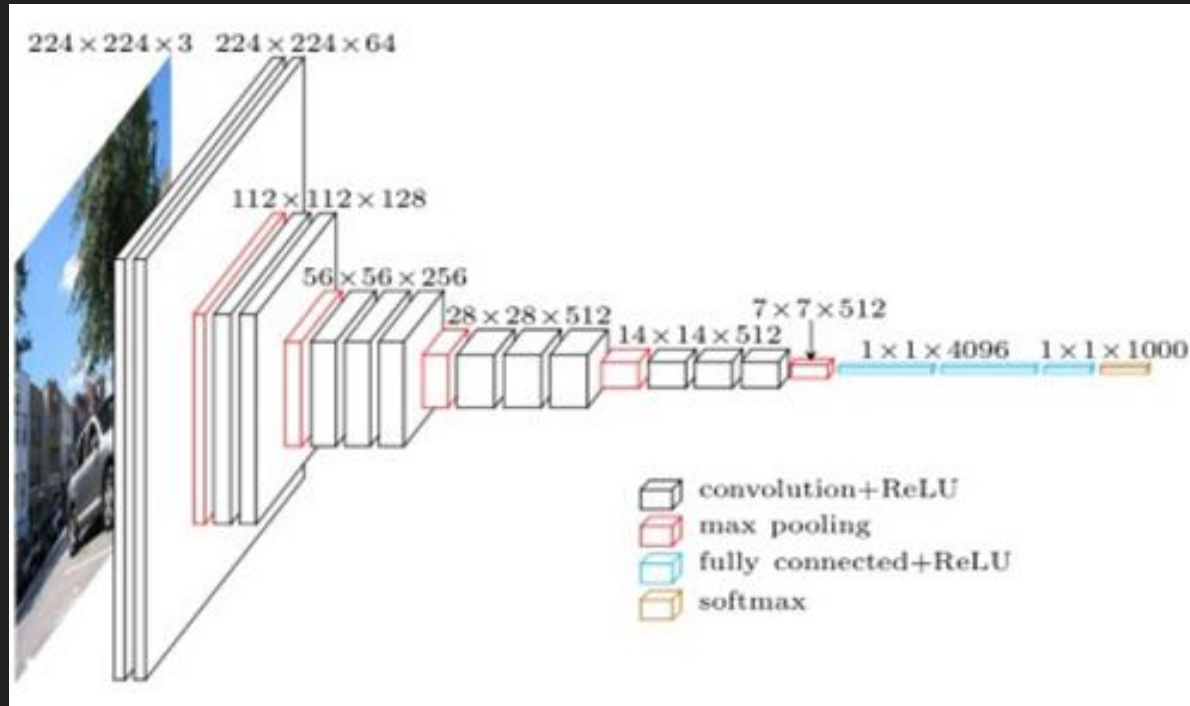 224×224×3 224×224×64
112×112×128
56×56×256
28×28×512
14×14×512
7×7×512
1×1×4096
1×1×1000
convolution+ReLU
max pooling
fully connected+ReLU
softmax